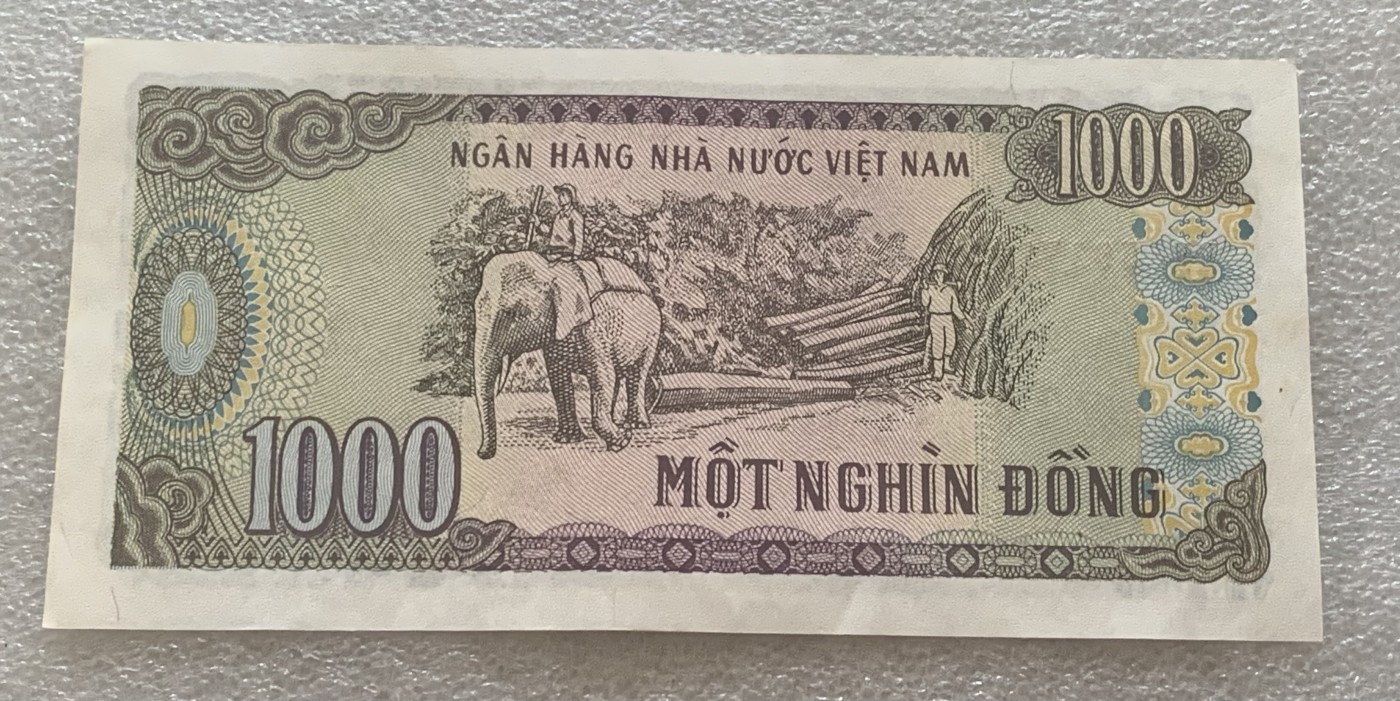 NGÂN HÀNG NHÀ NƯỚC VIỆT NAM
1000
1000
MỘT NGHÌN ĐỒNG